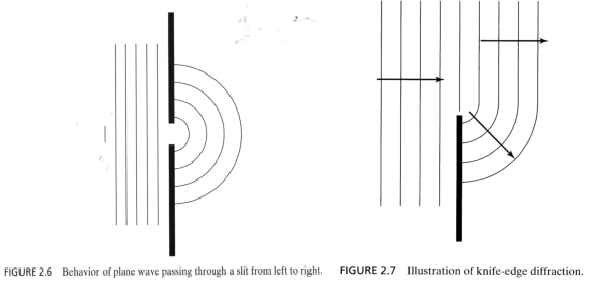 FIGURE 2.6 Behavior of plane wave passing through a slit from left to right.
FIGURE 2.7 Illustration of knife-edge diffraction.